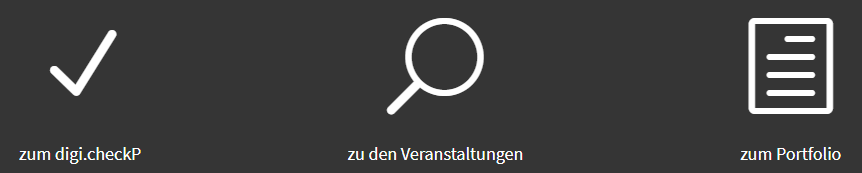 zum digi.checkP
zu den Veranstaltungen
zum Portfolio